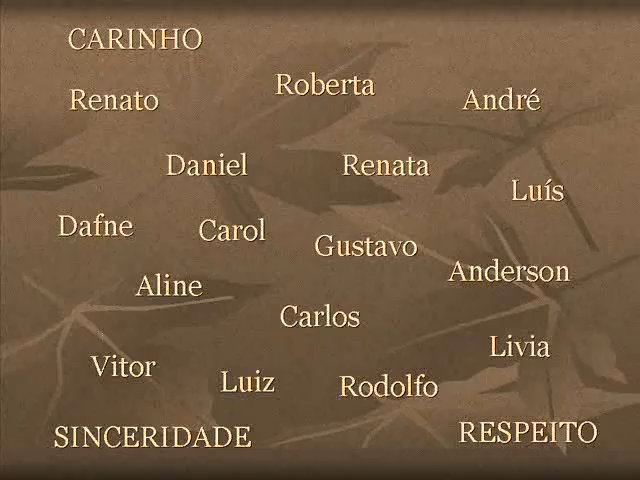 CARINHO
Roberta
Renato
André
Daniel
Renata
Luís
Dafne
Carol
Gustavo
Anderson
Aline
Carlos
Livia
Vitor
Luiz
Rodolfo
SINCERIDADE
RESPEITO